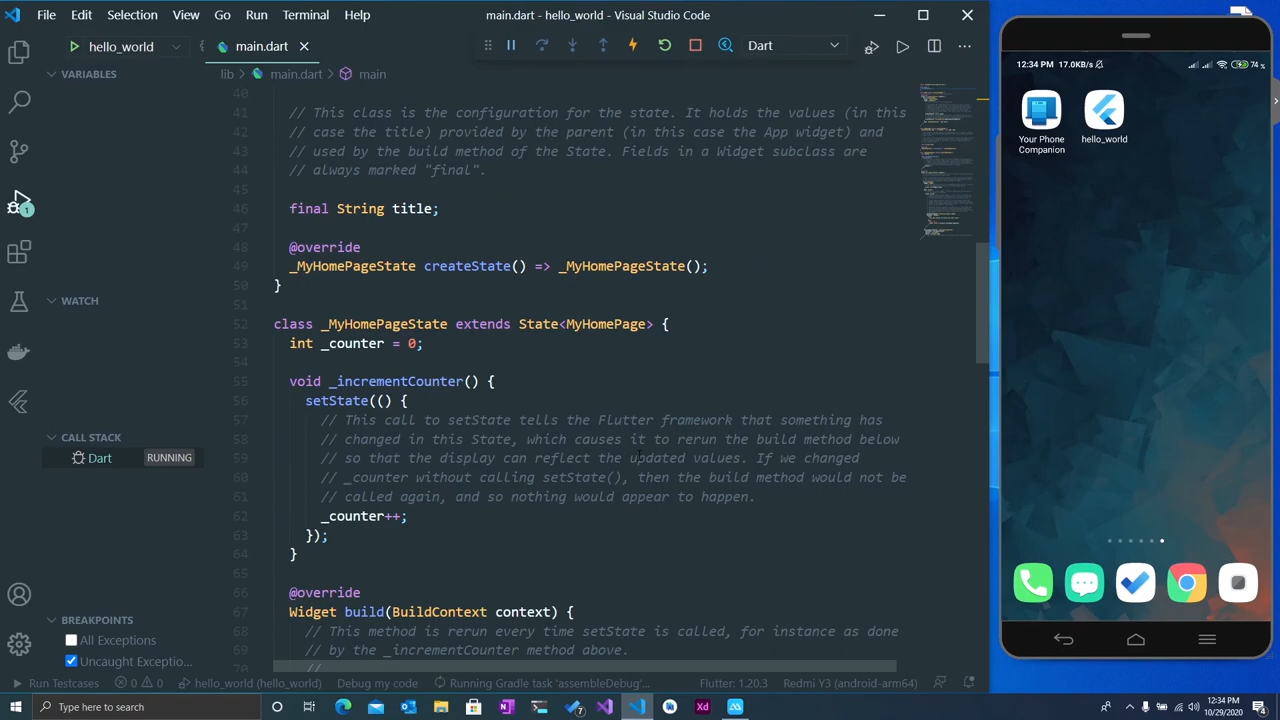 File Edit Selection View Go Run Terminal Help
main.dart - hello_world - Visual Studio Code
hello_world
main.dart
Dart
VARIABLES
lib > main.dart > main
40
// This class is the configuration for the state. It holds the values (in this
the title) provided by the parent (in this case the App widget) and
by the build method of the State. Fields in a Widget subclass are
44 // always marked "final".
45
46 final String title;
48 @override
49 _MyHomePageState createState() => _MyHomePageState();
50 }
51
52 class _MyHomePageState extends State<MyHomePage> {
53 int _counter = 0;
54
55 void _incrementCounter() {
56 setState(() {
57 // This call to setState tells the Flutter framework that something has
58 // changed in this State, which causes it to rerun the build method below
59 // so that the display can reflect the updated values. If we changed
60 // _counter without calling setState(), then the build method would not be
61 // called again, and so nothing would appear to happen.
62 _counter++;
63 });
64 }
65
66 @override
67 Widget build(BuildContext context) {
68 // This method is rerun every time setState is called, for instance as done
69 // by the _incrementCounter method above.
70 //
1
WATCH
CALL STACK
Dart RUNNING
BREAKPOINTS
All Exceptions
Uncaught Exceptio...
Run Testcases 0 0 hello_world (hello_world) Debug my code Running Gradle task 'assembleDebug'... Flutter: 1.20.3 Redmi Y3 (android-arm64)
12:34 PM 17.0KB/s 74%
Your Phone Companion
hello_world
Type here to search
12:34 PM
10/29/2020
4